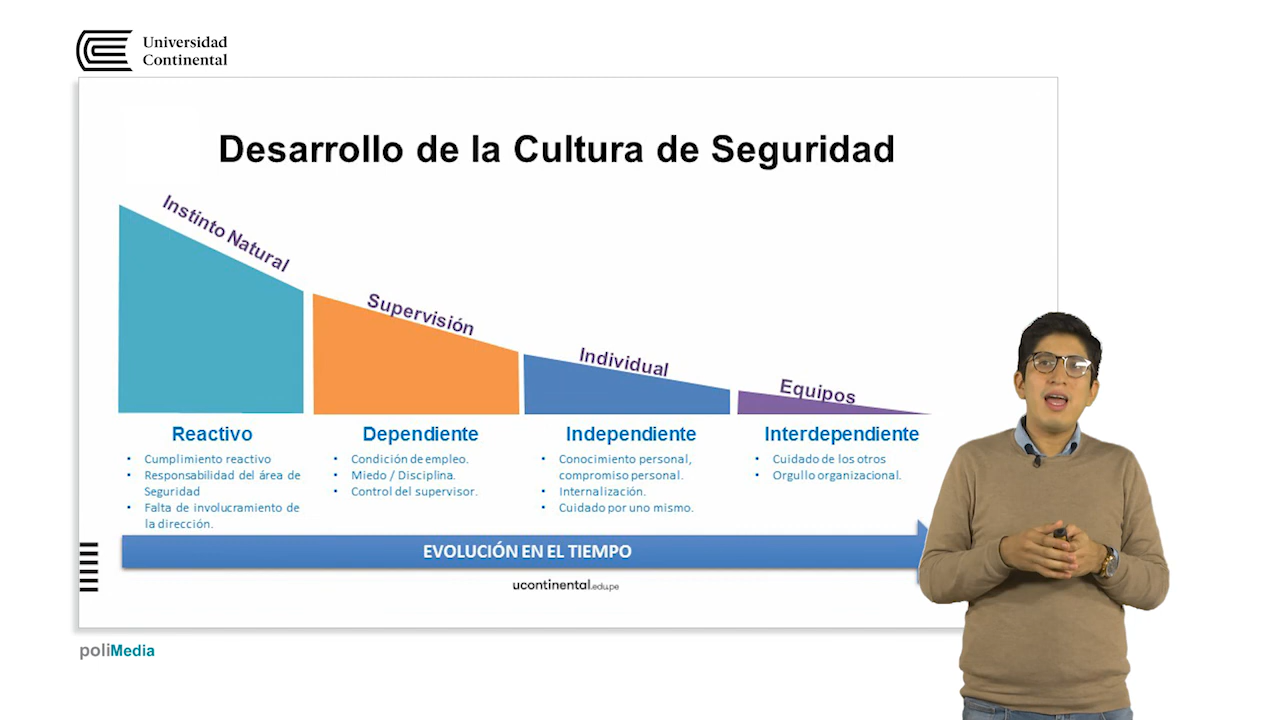 Universidad
Continental
Desarrollo de la Cultura de Seguridad
Instinto Natural
Supervisión
Individual
Equipos
Reactivo
• Cumplimiento reactivo
• Responsabilidad del área de
Seguridad
• Falta de involucramiento de
la dirección.
Dependiente
• Condición de empleo.
• Miedo / Disciplina.
• Control del supervisor.
Independiente
• Conocimiento personal,
compromiso personal.
• Internalización.
• Cuidado por uno mismo.
Interdependiente
• Cuidado de los otros
• Orgullo organizacional.
EVOLUCIÓN EN EL TIEMPO
ucontinental.edu.pe
poliMedia